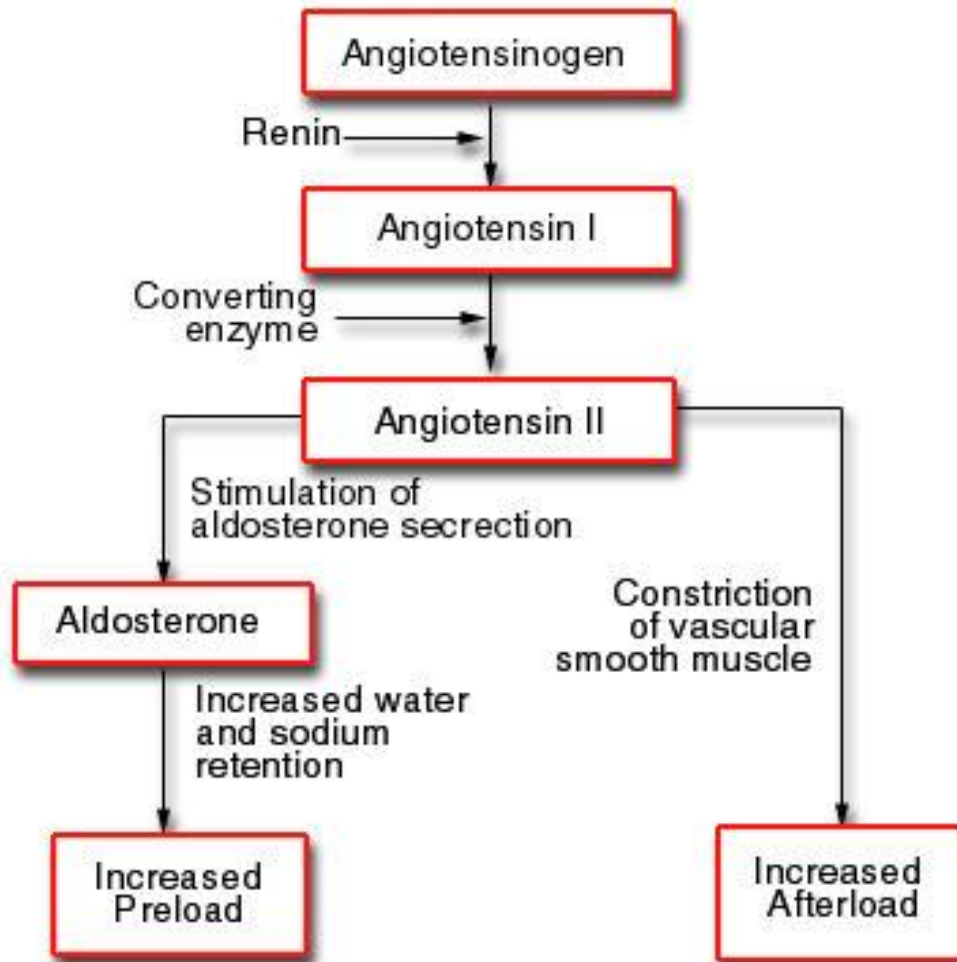 Angiotensinogen
Renin
Angiotensin I
Converting
enzyme
Angiotensin II
Stimulation of
aldosterone secrection
Aldosterone
Constriction
of vascular
smooth muscle
Increased water
and sodium
retention
Increased
Preload
Increased
Afterload